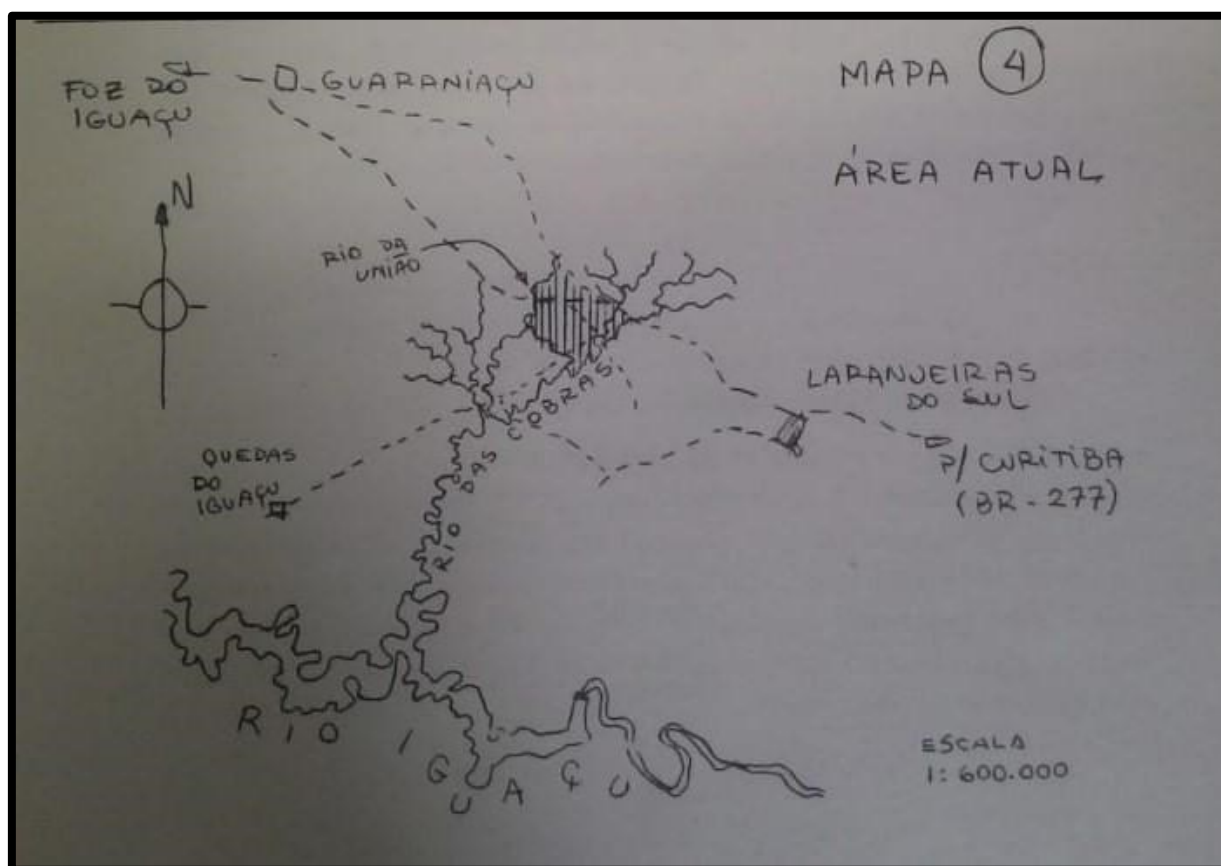 MAPA 4
ÁREA ATUAL
FOZ DO
IGUAÇU
GUARANIAÇU
N
RIO DA
UNIÃO
LARANJEIRAS
DO SUL
P/ CURITIBA
(BR-277)
QUEDAS
DO
IGUAÇU
RIO DAS COBRAS
RIO IGUAÇU
ESCALA
1:600.000